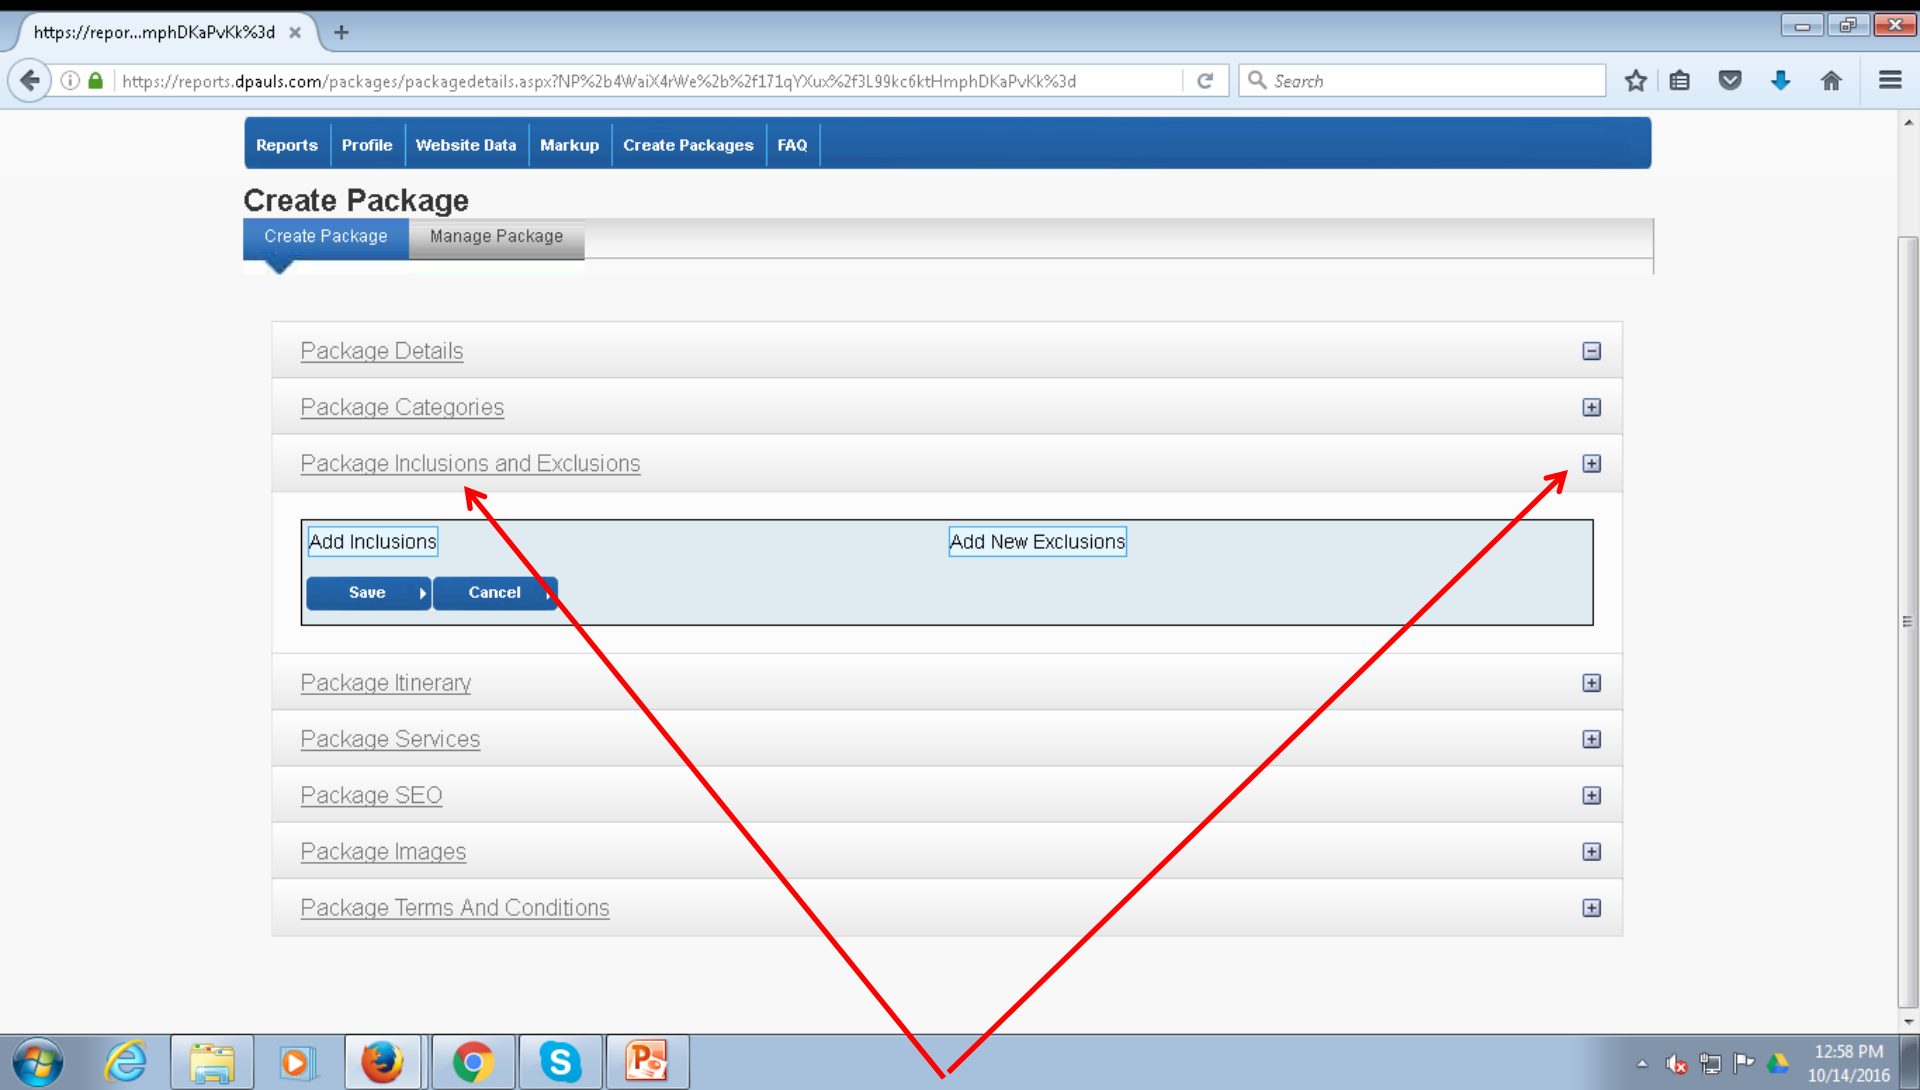 https://repor...mphDKaPvKk%3d
https://reports.dpauls.com/packages/packagedetails.aspx?NP%2b4WaiX4rWe%2b%2f171qYXux%2f3L99kc6ktHmphDKaPvKk%3d
Search
Reports Profile Website Data Markup Create Packages FAQ
Create Package
Create Package Manage Package
Package Details
Package Categories
Package Inclusions and Exclusions
Add Inclusions Add New Exclusions
Save Cancel
Package Itinerary
Package Services
Package SEO
Package Images
Package Terms And Conditions
12:58 PM
10/14/2016